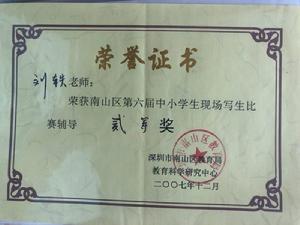 荣誉证书
刘轶老师：
荣获南山区第六届中小学生现场写生比
赛辅导 贰等奖
深圳市南山区教育局
教育科学研究中心
二〇〇七年十二月